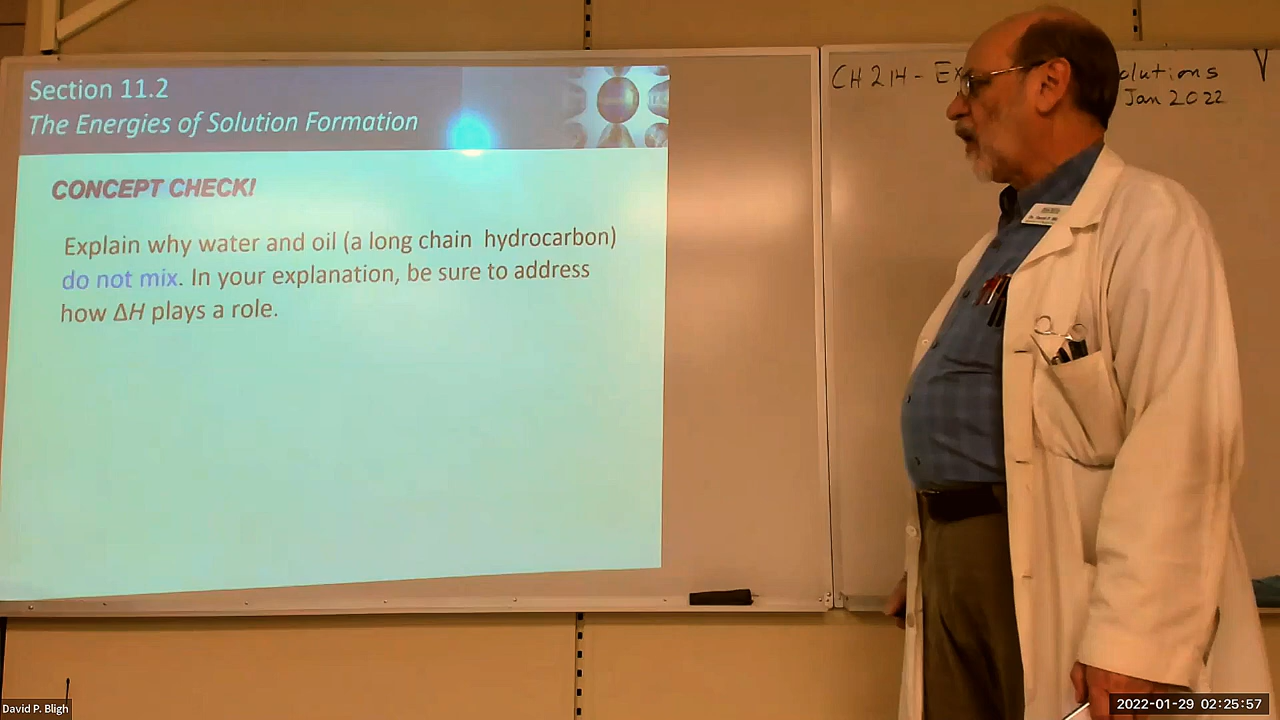 Section 11.2
The Energies of Solution Formation
CONCEPT CHECK!
Explain why water and oil (a long chain hydrocarbon)
do not mix. In your explanation, be sure to address
how ΔH plays a role.
CH 214 - Ex
olutions
Jan 2022
David P. Bligh
2022-01-29 02:25:57